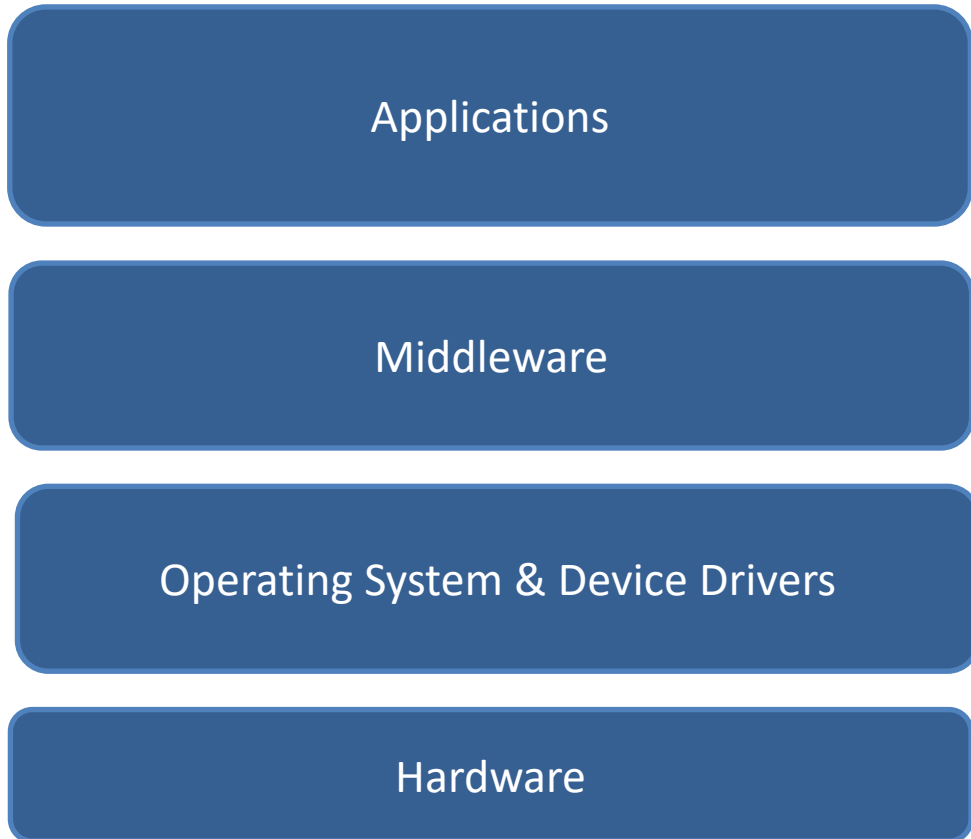 Applications
Middleware
Operating System & Device Drivers
Hardware